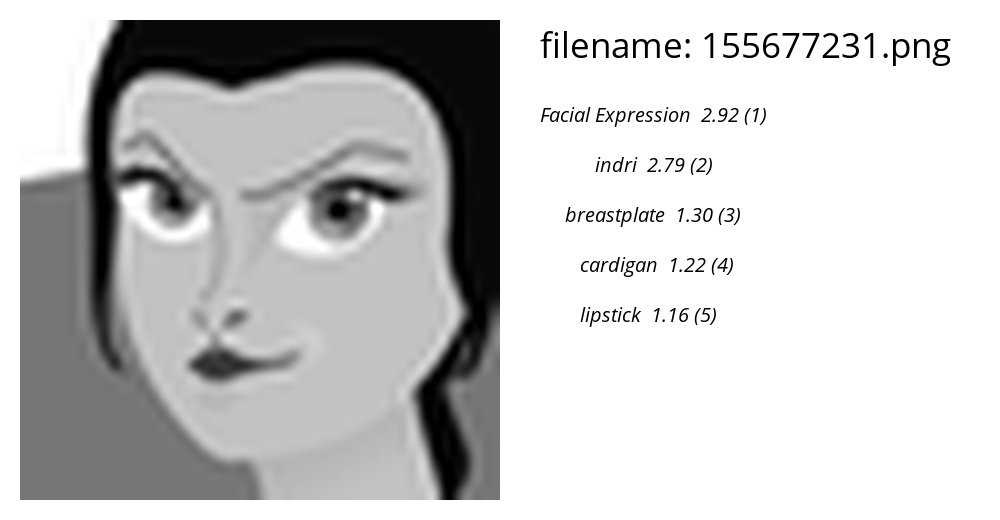 filename: 155677231.png
Facial Expression 2.92 (1)
indri 2.79 (2)
breastplate 1.30 (3)
cardigan 1.22 (4)
lipstick 1.16 (5)